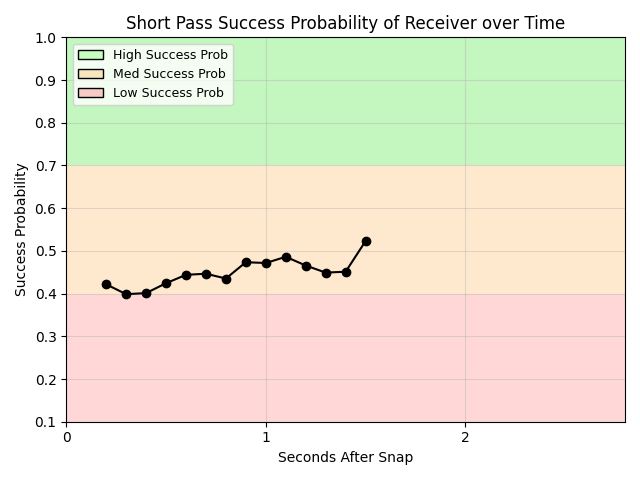 Short Pass Success Probability of Receiver over Time
High Success Prob
Med Success Prob
Low Success Prob
1.0
0.9
0.8
0.7
0.6
0.5
0.4
0.3
0.2
0.1
Success Probability
0 1 2
Seconds After Snap